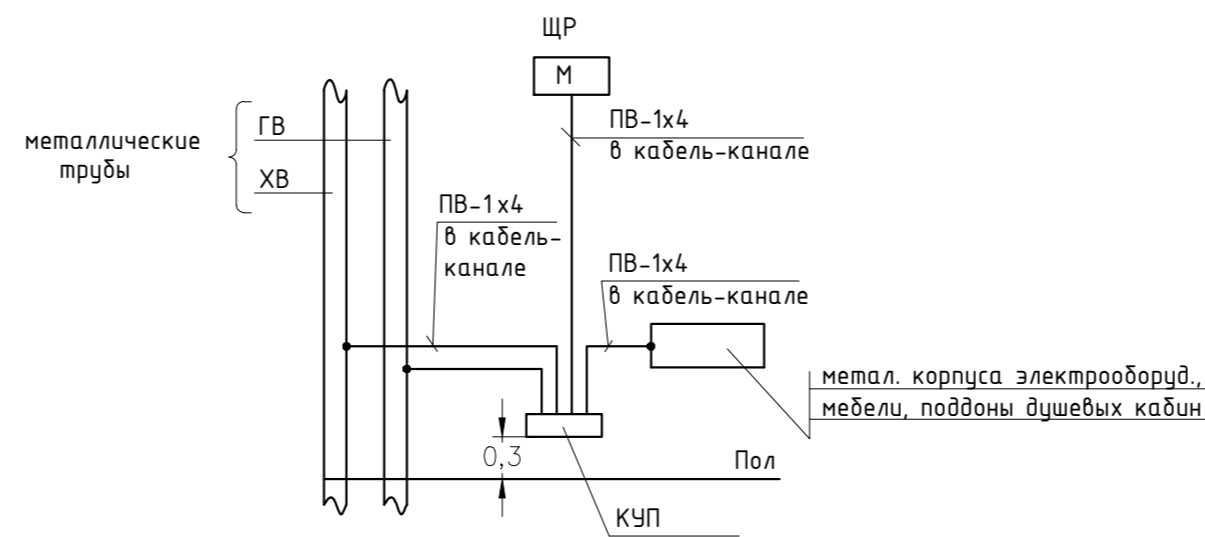 ЩР
М
металлические
трубы
ГВ
ХВ
ПВ-1х4
в кабель-канале
ПВ-1х4
в кабель-
канале
ПВ-1х4
в кабель-канале
метал. корпуса электрооборуд.,
мебели, поддоны душевых кабин
0,3
Пол
КУП